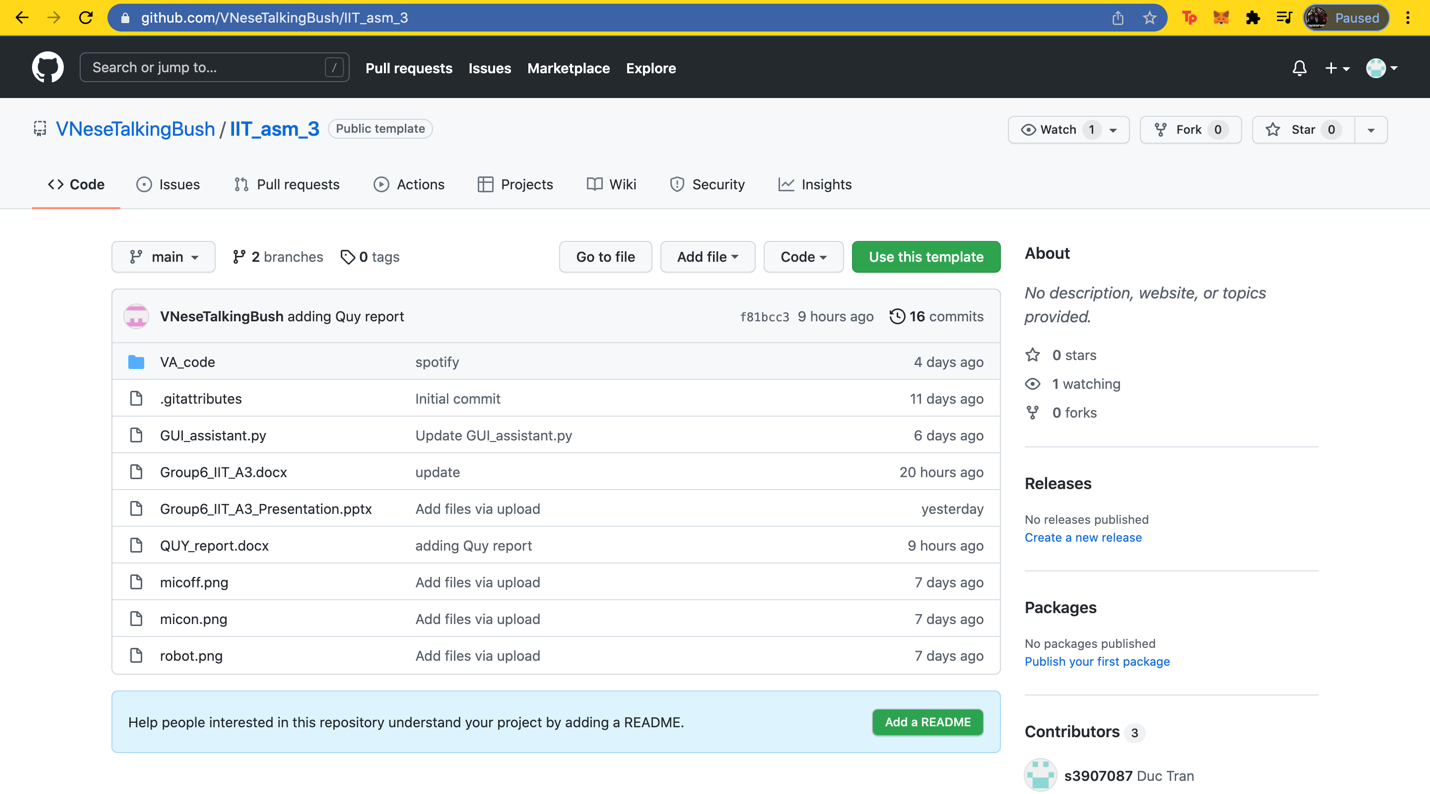 github.com/VNeseTalkingBush/IIT_asm_3
Paused
Search or jump to...
/
Pull requests
Issues
Marketplace
Explore
VNeseTalkingBush / IIT_asm_3
Public template
Watch 1
Fork 0
Star 0
Code
Issues
Pull requests
Actions
Projects
Wiki
Security
Insights
main
2 branches
0 tags
Go to file
Add file
Code
Use this template
VNeseTalkingBush adding Quy report
f81bcc3 9 hours ago
16 commits
VA_code spotify 4 days ago
.gitattributes Initial commit 11 days ago
GUI_assistant.py Update GUI_assistant.py 6 days ago
Group6_IIT_A3.docx update 20 hours ago
Group6_IIT_A3_Presentation.pptx Add files via upload yesterday
QUY_report.docx adding Quy report 9 hours ago
micoff.png Add files via upload 7 days ago
micon.png Add files via upload 7 days ago
robot.png Add files via upload 7 days ago
Help people interested in this repository understand your project by adding a README.
Add a README
About
No description, website, or topics
provided.
0 stars
1 watching
0 forks
Releases
No releases published
Create a new release
Packages
No packages published
Publish your first package
Contributors 3
s3907087 Duc Tran